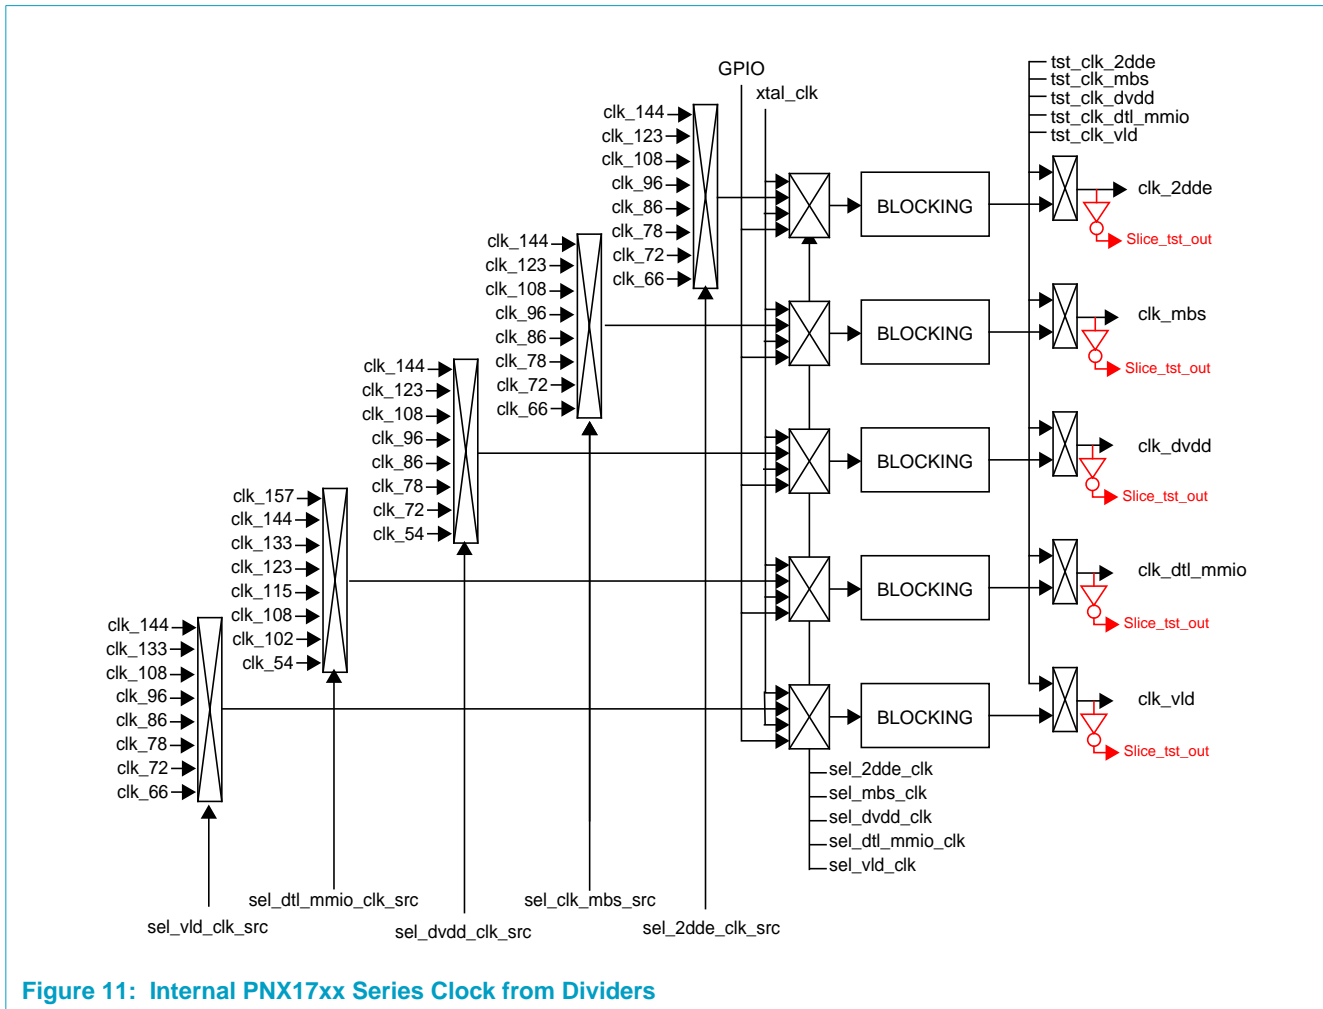 GPIO
xtal_clk
tst_clk_2dde
tst_clk_mbs
tst_clk_dvdd
tst_clk_dtl_mmio
tst_clk_vld
clk_144
clk_123
clk_108
clk_96
clk_86
clk_78
clk_72
clk_66
BLOCKING
clk_2dde
Slice_tst_out
clk_144
clk_123
clk_108
clk_96
clk_86
clk_78
clk_72
clk_66
BLOCKING
clk_mbs
Slice_tst_out
clk_144
clk_123
clk_108
clk_96
clk_86
clk_78
clk_72
clk_54
BLOCKING
clk_dvdd
Slice_tst_out
clk_157
clk_144
clk_133
clk_123
clk_115
clk_108
clk_102
clk_54
BLOCKING
clk_dtl_mmio
Slice_tst_out
clk_144
clk_133
clk_108
clk_96
clk_86
clk_78
clk_72
clk_66
BLOCKING
clk_vld
Slice_tst_out
sel_2dde_clk
sel_mbs_clk
sel_dvdd_clk
sel_dtl_mmio_clk
sel_vld_clk
sel_vld_clk_src
sel_dtl_mmio_clk_src
sel_dvdd_clk_src
sel_clk_mbs_src
sel_2dde_clk_src
Figure 11: Internal PNX17xx Series Clock from Dividers